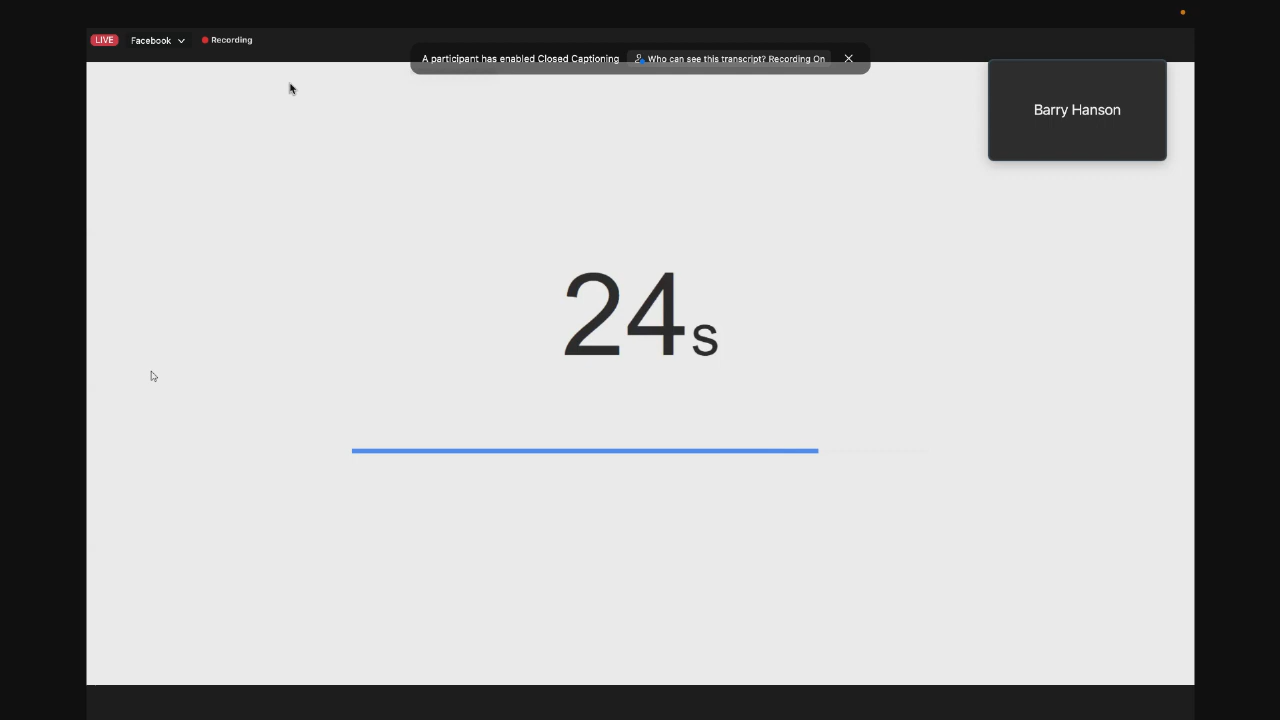 LIVE Facebook Recording
A participant has enabled Closed Captioning Who can see this transcript? Recording On
Barry Hanson
24s